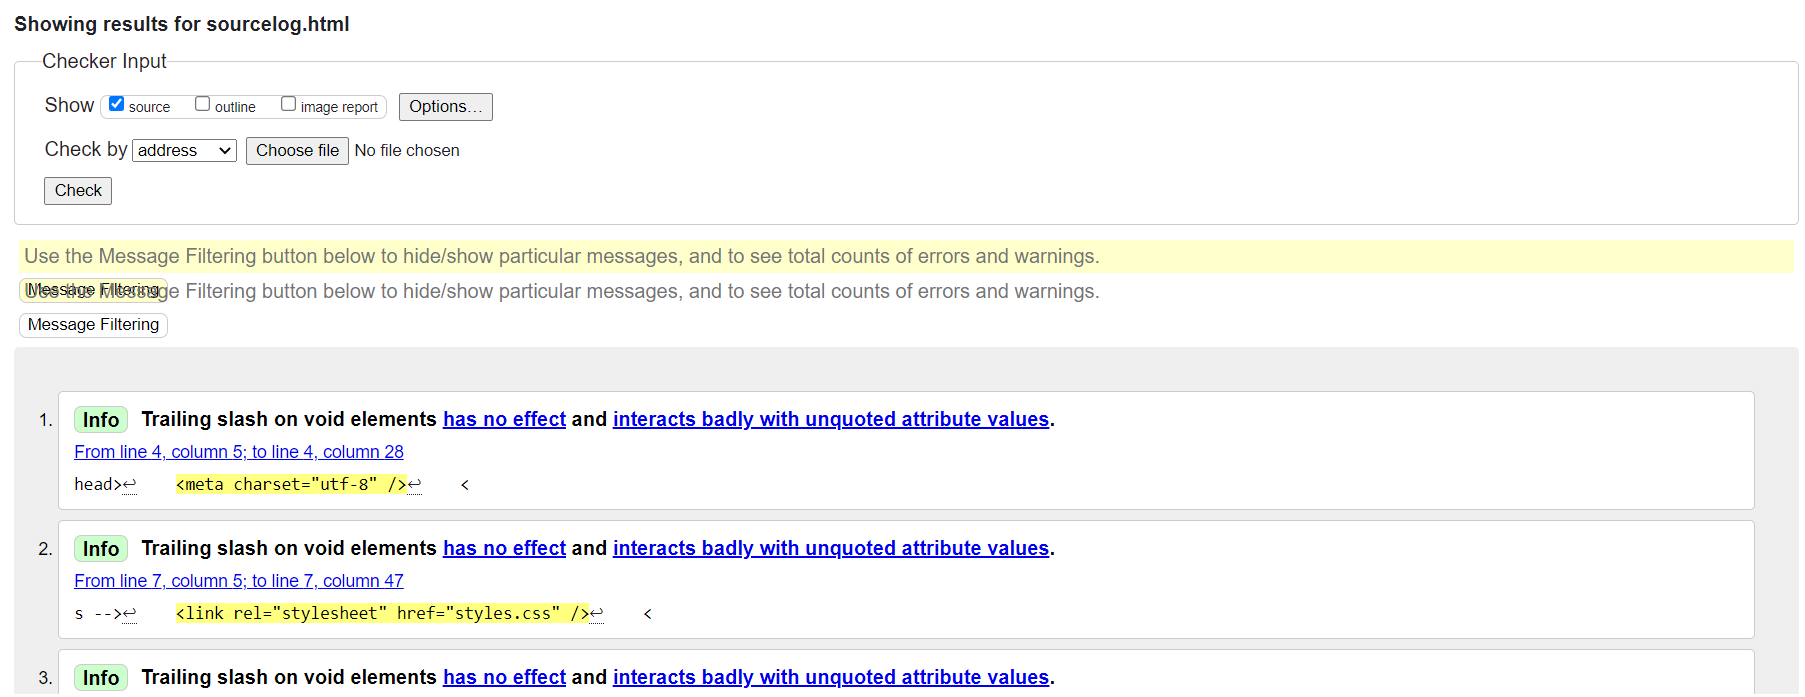 Showing results for sourcelog.html
Checker Input
Show source outline image report Options…
Check by address Choose file No file chosen
Check
Use the Message Filtering button below to hide/show particular messages, and to see total counts of errors and warnings.
Message Filtering
Use the Message Filtering button below to hide/show particular messages, and to see total counts of errors and warnings.
Message Filtering
1. Info Trailing slash on void elements has no effect and interacts badly with unquoted attribute values.
From line 4, column 5; to line 4, column 28
head>↩ <meta charset="utf-8" />↩ <
2. Info Trailing slash on void elements has no effect and interacts badly with unquoted attribute values.
From line 7, column 5; to line 7, column 47
s -->↩ <link rel="stylesheet" href="styles.css" />↩ <
3. Info Trailing slash on void elements has no effect and interacts badly with unquoted attribute values.